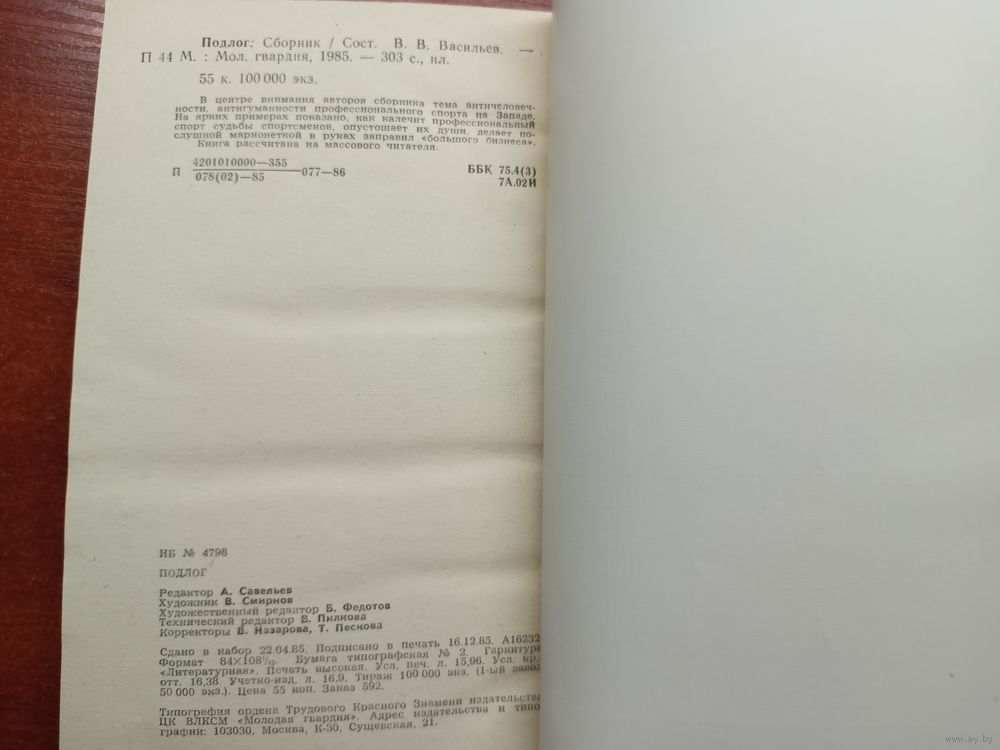 Подлог: Сборник / Сост. В. В. Васильев. —
П 44 М. : Мол. гвардия, 1985. — 303 с., ил.
55 к. 100 000 экз.
В центре внимания авторов сборника тема античеловеч-
ности, антигуманности профессионального спорта на Западе.
На ярких примерах показано, как калечит профессиональный
спорт судьбы спортсменов, опустошает их души, делает по-
слушной марионеткой в руках заправил «большого бизнеса».
Книга рассчитана на массового читателя.
П 4201010000—355
078(02)—85 —077—86
ББК 75.4(3)
7А.02И
ИБ № 4798
ПОДЛОГ
Редактор А. Савельев
Художник В. Смирнов
Художественный редактор Б. Федотов
Технический редактор В. Пилкова
Корректоры В. Назарова, Т. Пескова
Сдано в набор 22.04.85. Подписано в печать 16.12.85. А16232
Формат 84×108¹/₃₂. Бумага типографская № 2. Гарнитура
«Литературная». Печать высокая. Усл. печ. л. 15,96. Усл. кр.-
отт. 16,38. Учетно-изд. л. 16,9. Тираж 100 000 экз. (1-ый завод
50 000 экз.). Цена 55 коп. Заказ 592.
Типография ордена Трудового Красного Знамени издательства
ЦК ВЛКСМ «Молодая гвардия». Адрес издательства и типо-
графии: 103030, Москва, К-30, Сущевская, 21.
www.ay.by